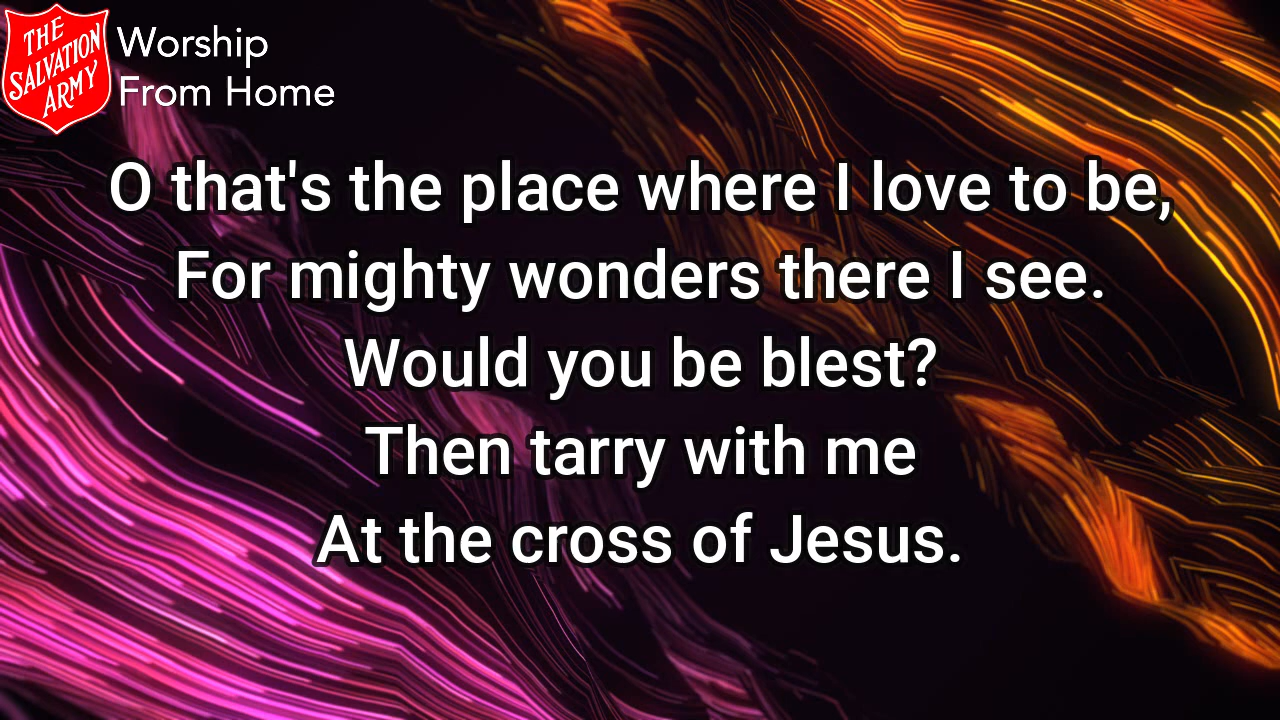 THE
SALVATION
ARMY
Worship
From Home
O that's the place where I love to be,
For mighty wonders there I see.
Would you be blest?
Then tarry with me
At the cross of Jesus.